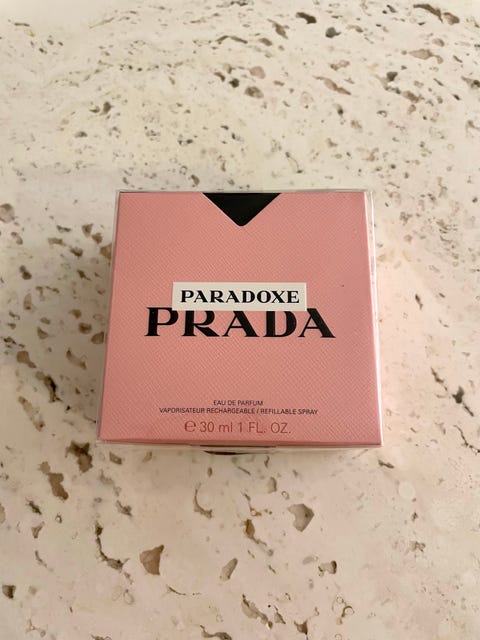 PARADOXE
PRADA
EAU DE PARFUM
VAPORISATEUR RECHARGEABLE / REFILLABLE SPRAY
℮ 30 ml 1 FL. OZ.